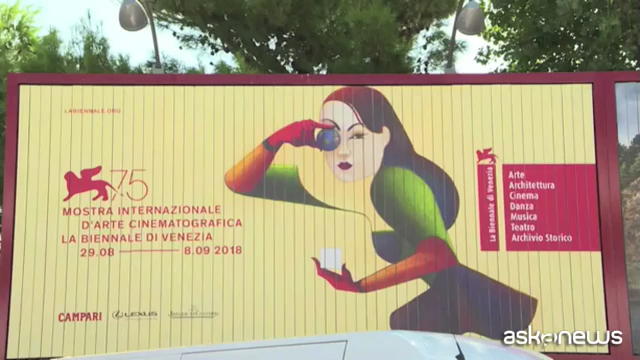 LABIENNALE.ORG
75
MOSTRA INTERNAZIONALE
D'ARTE CINEMATOGRAFICA
LA BIENNALE DI VENEZIA
29.08 — 8.09 2018
CAMPARI
LEXUS
La Biennale di Venezia
Arte
Architettura
Cinema
Danza
Musica
Teatro
Archivio Storico
askanews